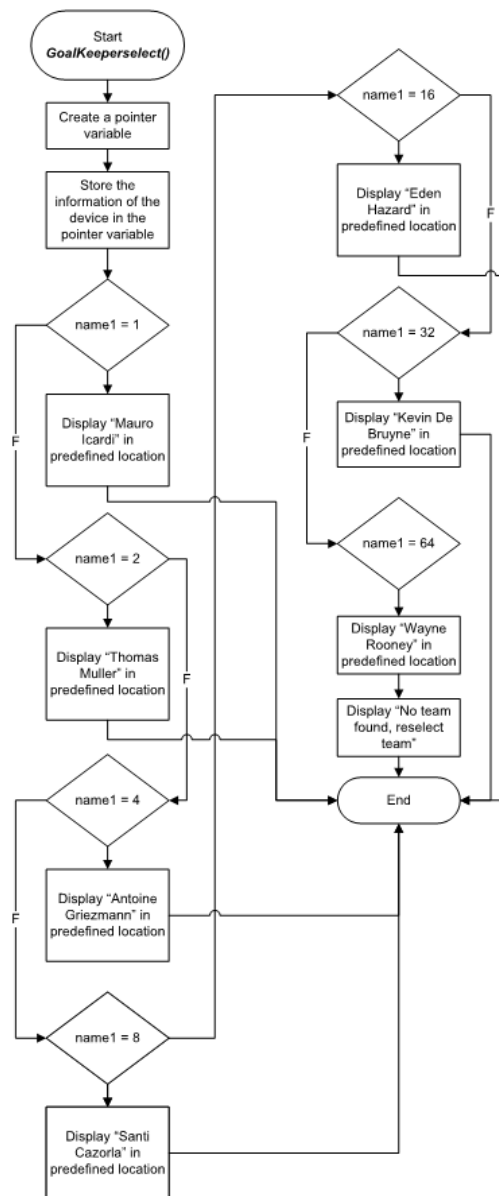 Start
GoalKeeperselect()
Create a pointer
variable
Store the
information of the
device in the
pointer variable
name1 = 1
F
Display “Mauro
Icardi” in
predefined location
name1 = 2
F
Display “Thomas
Muller” in
predefined location
name1 = 4
F
Display “Antoine
Griezmann” in
predefined location
name1 = 8
Display “Santi
Cazorla” in
predefined location
name1 = 16
F
Display “Eden
Hazard” in
predefined location
name1 = 32
F
Display “Kevin De
Bruyne” in
predefined location
name1 = 64
Display “Wayne
Rooney” in
predefined location
Display “No team
found, reselect
team”
End